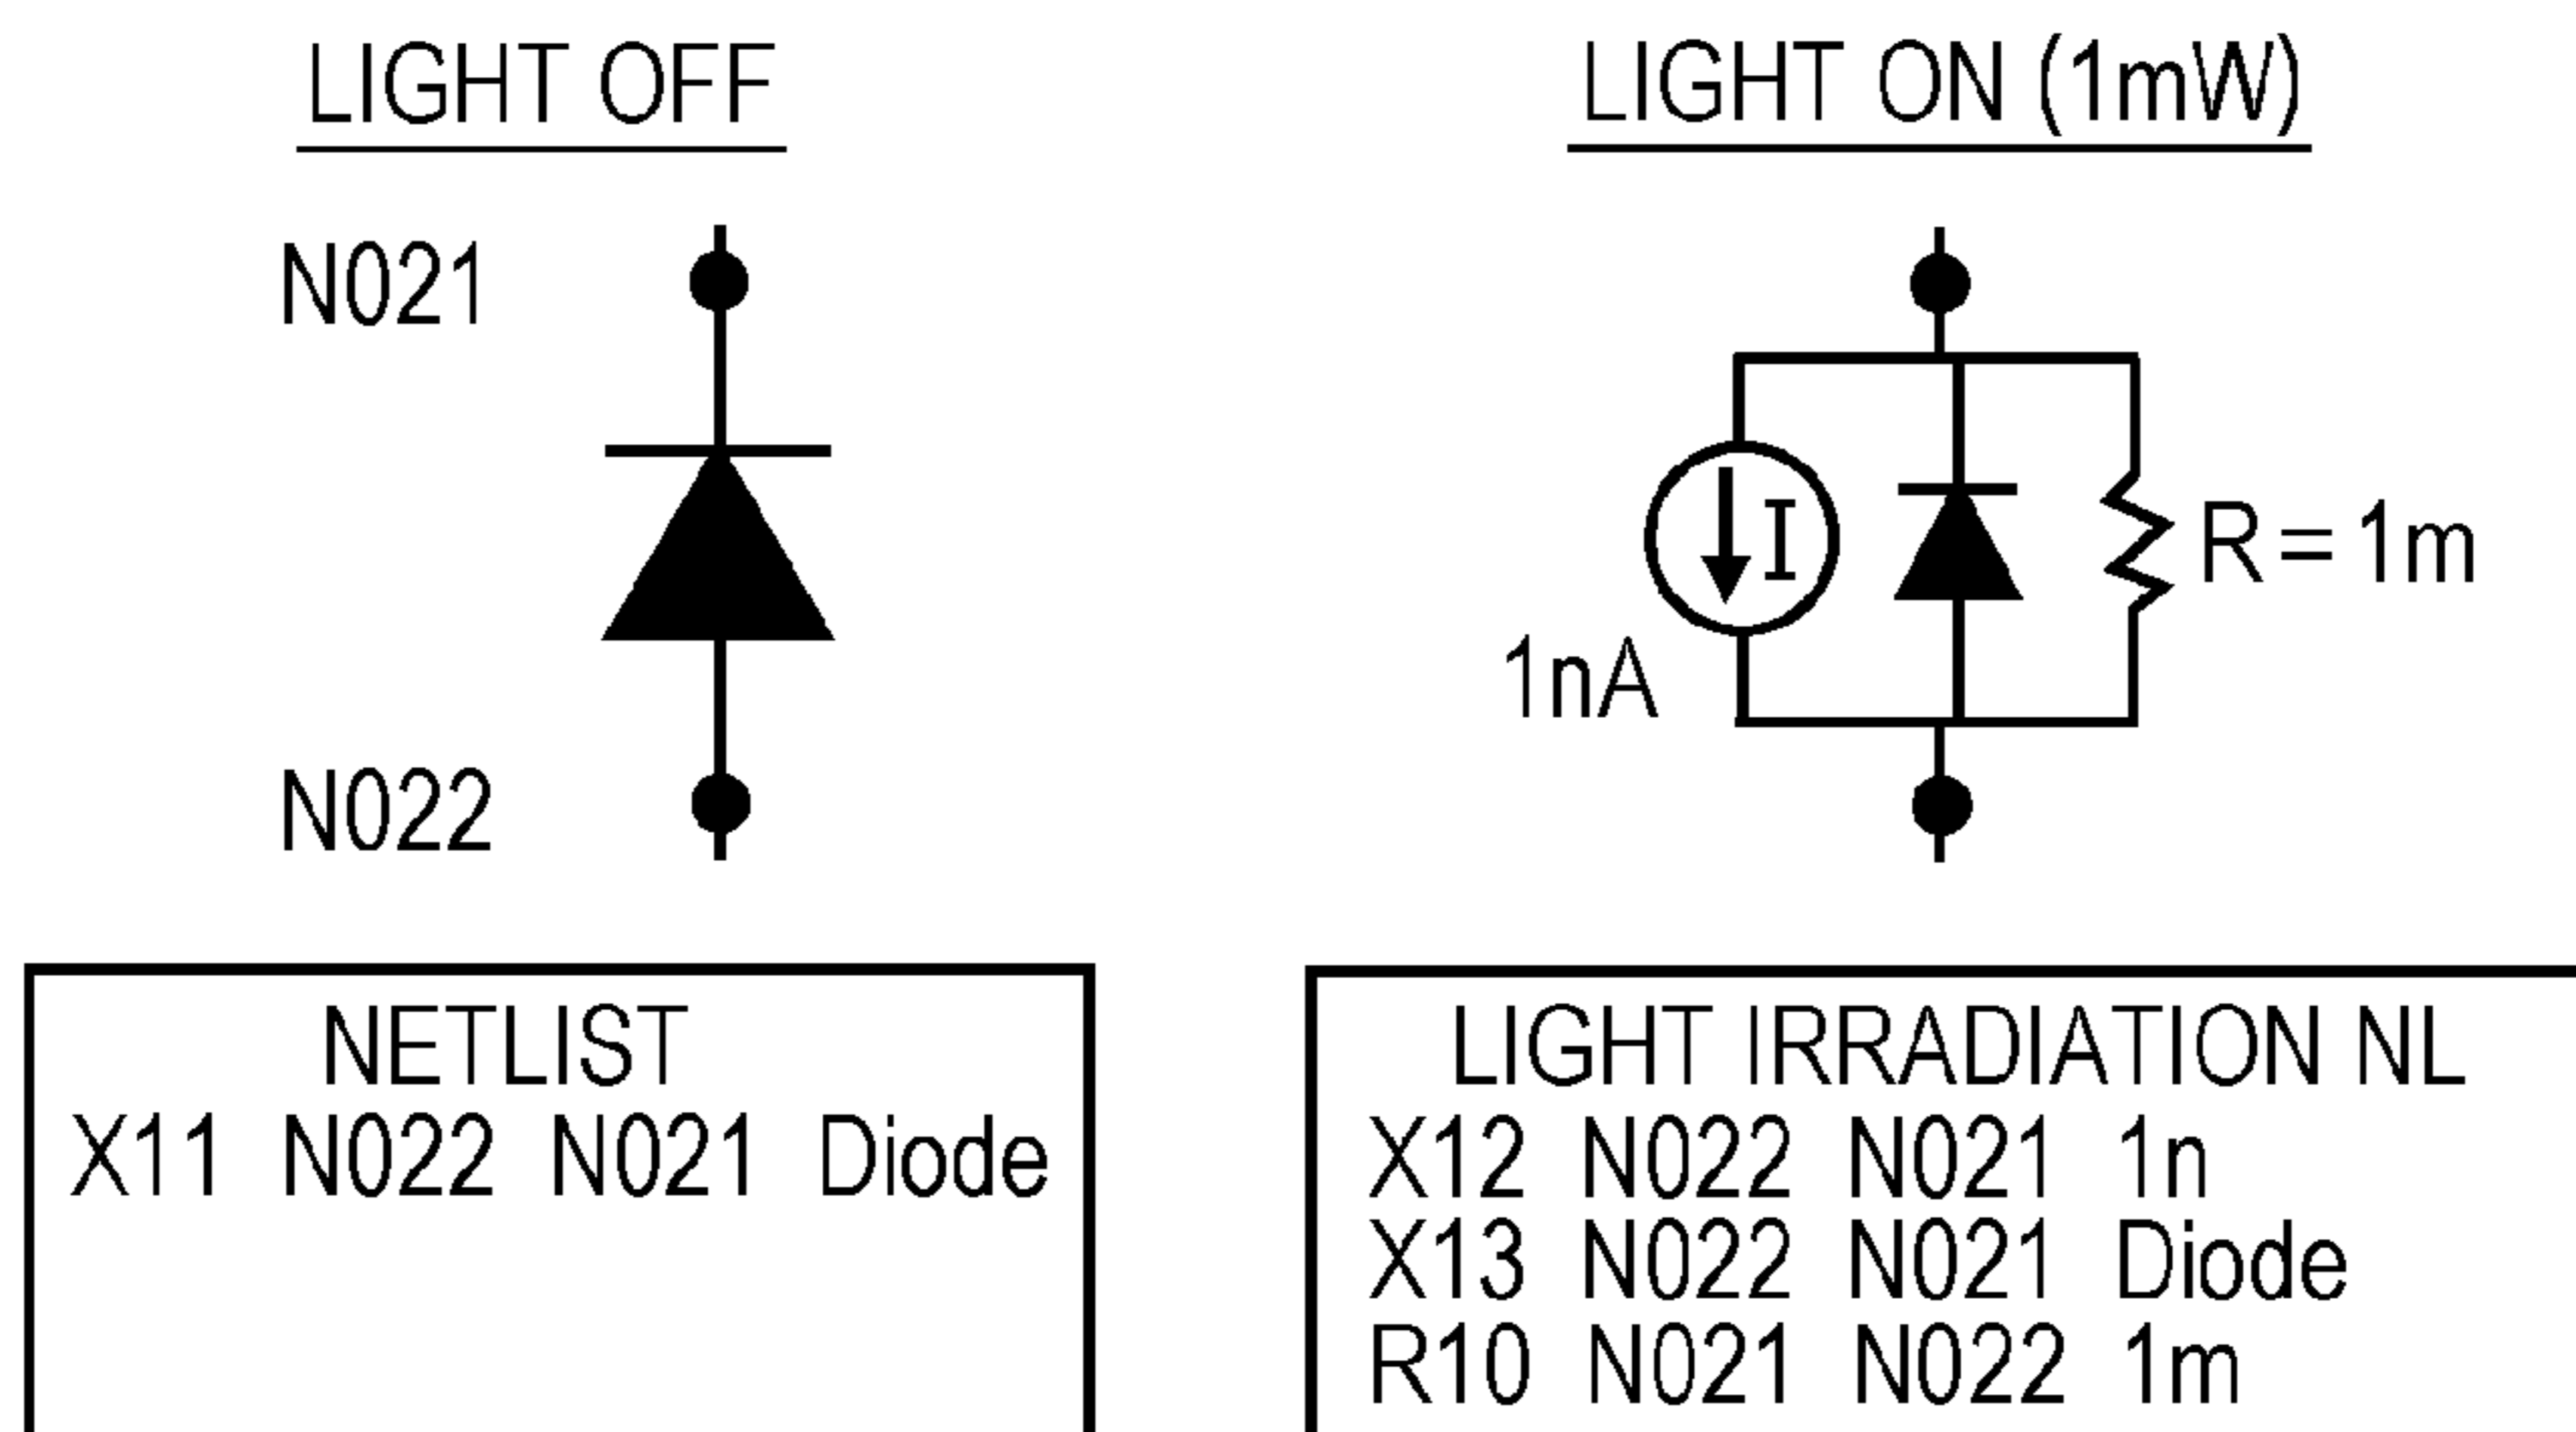 LIGHT OFF
N021
N022
NETLIST
X11 N022 N021 Diode
LIGHT ON (1mW)
I
1nA
R = 1m
LIGHT IRRADIATION NL
X12 N022 N021 1n
X13 N022 N021 Diode
R10 N021 N022 1m